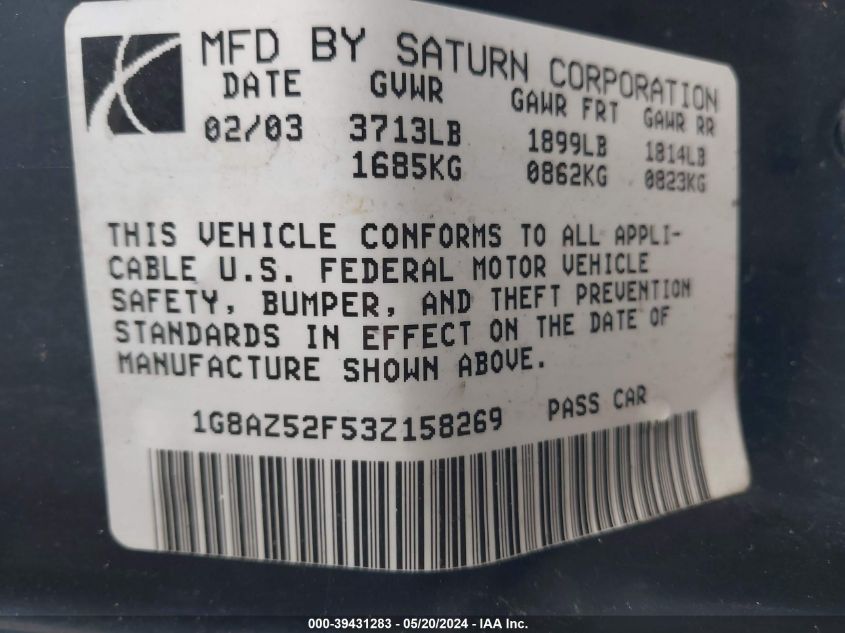 MFD BY SATURN CORPORATION
DATE GVWR GAWR FRT GAWR RR
02/03 3713LB 1899LB 1814LB
1685KG 0862KG 0823KG
THIS VEHICLE CONFORMS TO ALL APPLI-
CABLE U.S. FEDERAL MOTOR VEHICLE
SAFETY, BUMPER, AND THEFT PREVENTION
STANDARDS IN EFFECT ON THE DATE OF
MANUFACTURE SHOWN ABOVE.
1G8AZ52F53Z158269 PASS CAR
000-39431283 - 05/20/2024 - IAA Inc.